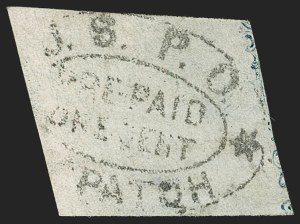 J. S. P. O.
PRE-PAID
ONE CENT
PATCH